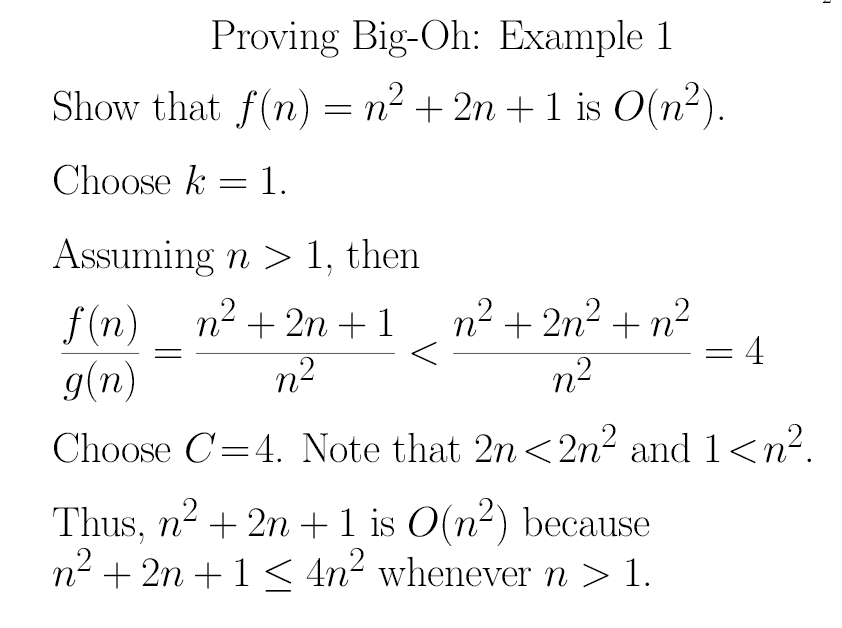 Proving Big-Oh: Example 1
Show that f(n) = n² + 2n + 1 is O(n²).
Choose k = 1.
Assuming n > 1, then
f(n)/g(n) = (n² + 2n + 1)/n² < (n² + 2n² + n²)/n² = 4
Choose C = 4. Note that 2n < 2n² and 1 < n².
Thus, n² + 2n + 1 is O(n²) because
n² + 2n + 1 ≤ 4n² whenever n > 1.